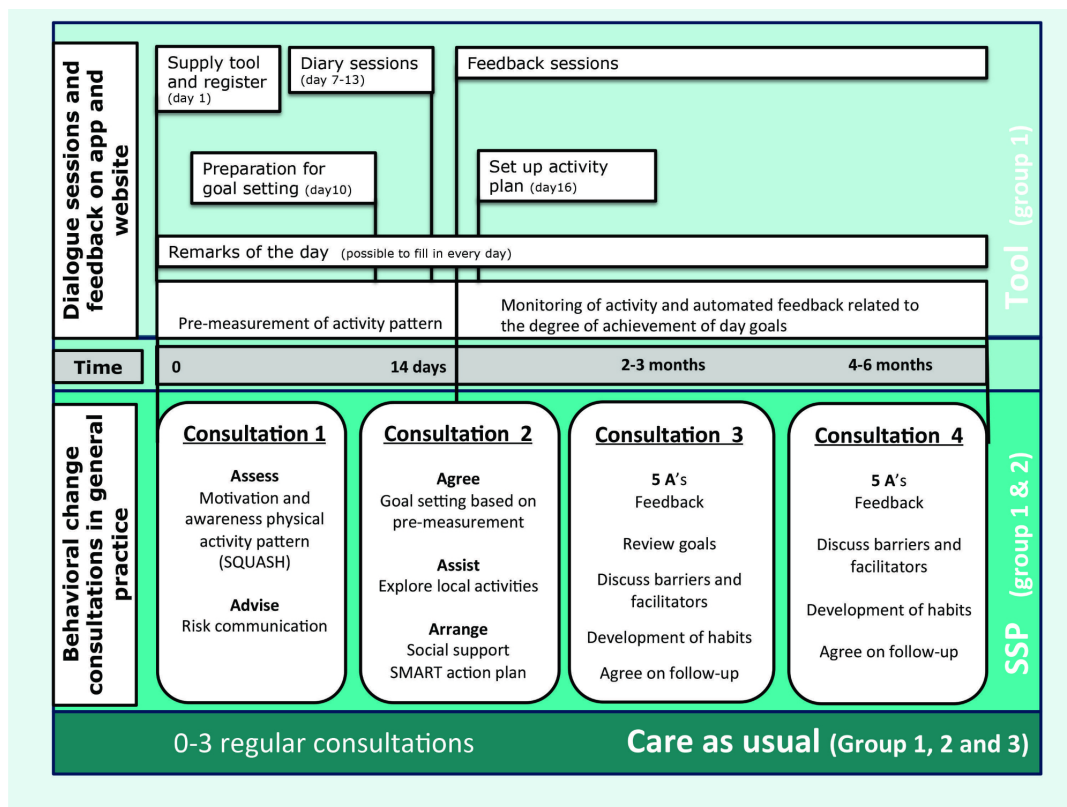 Dialogue sessions and
feedback on app and
website
Supply tool
and register
(day 1)
Diary sessions
(day 7-13)
Feedback sessions
Preparation for
goal setting (day10)
Set up activity
plan (day16)
Remarks of the day (possible to fill in every day)
Pre-measurement of activity pattern
Monitoring of activity and automated feedback related to
the degree of achievement of day goals
Tool (group 1)
Time
0
14 days
2-3 months
4-6 months
Behavioral change
consultations in general
practice
Consultation 1
Assess
Motivation and
awareness physical
activity pattern
(SQUASH)
Advise
Risk communication
Consultation 2
Agree
Goal setting based on
pre-measurement
Assist
Explore local activities
Arrange
Social support
SMART action plan
Consultation 3
5 A's
Feedback
Review goals
Discuss barriers and
facilitators
Development of habits
Agree on follow-up
Consultation 4
5 A's
Feedback
Discuss barriers and
facilitators
Development of habits
Agree on follow-up
SSP (group 1 & 2)
0-3 regular consultations
Care as usual (Group 1, 2 and 3)